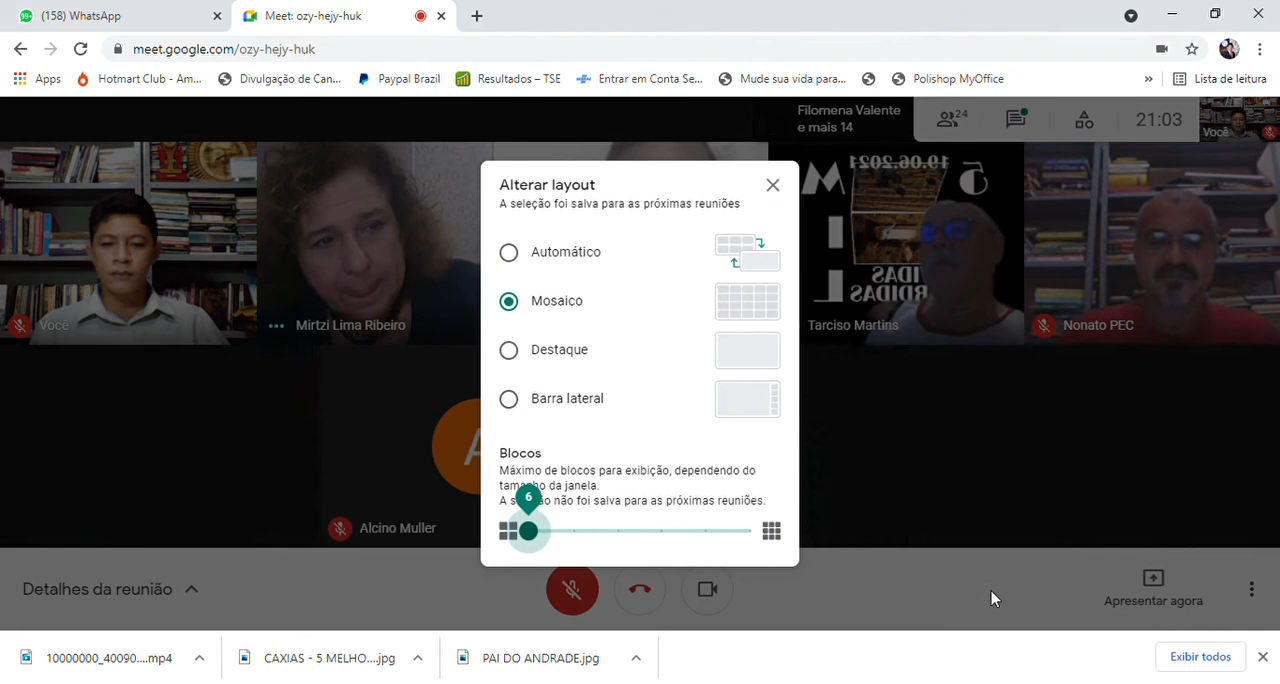 99+ (158) WhatsApp
Meet: ozy-hejy-huk
meet.google.com/ozy-hejy-huk
Apps
Hotmart Club - Am...
Divulgação de Can...
Paypal Brazil
Resultados – TSE
Entrar em Conta Se...
Mude sua vida para...
Polishop MyOffice
»
Lista de leitura
Filomena Valente
e mais 14
24
21:03
Você
Alterar layout
A seleção foi salva para as próximas reuniões
Automático
Mosaico
Destaque
Barra lateral
Blocos
Máximo de blocos para exibição, dependendo do
tamanho da janela.
6
não foi salva para as próximas reuniões.
19.06.2021
5
M
L
Você
Mirtzi Lima Ribeiro
Tarciso Martins
Nonato PEC
A
Alcino Muller
Detalhes da reunião
Apresentar agora
10000000_40090....mp4
CAXIAS - 5 MELHO....jpg
PAI DO ANDRADE.jpg
Exibir todos